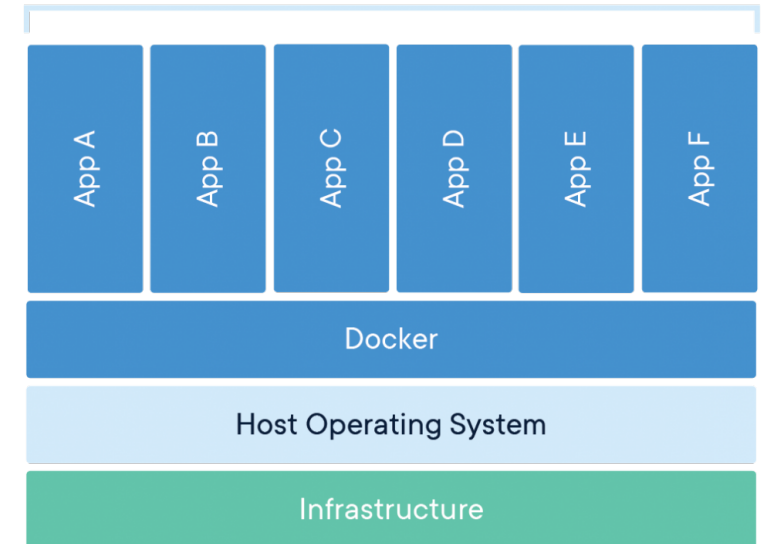 App A
App B
App C
App D
App E
App F
Docker
Host Operating System
Infrastructure